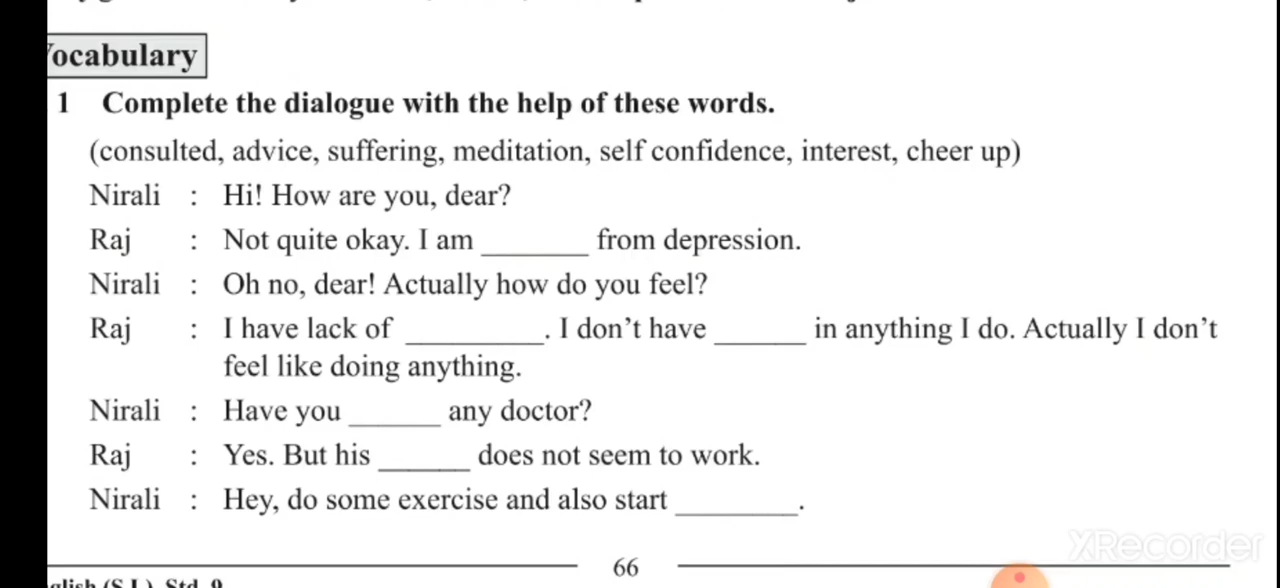 ocabulary
1 Complete the dialogue with the help of these words.
(consulted, advice, suffering, meditation, self confidence, interest, cheer up)
Nirali : Hi! How are you, dear?
Raj : Not quite okay. I am ________ from depression.
Nirali : Oh no, dear! Actually how do you feel?
Raj : I have lack of __________. I don’t have _______ in anything I do. Actually I don’t
feel like doing anything.
Nirali : Have you _______ any doctor?
Raj : Yes. But his _______ does not seem to work.
Nirali : Hey, do some exercise and also start _________.
66
XRecorder